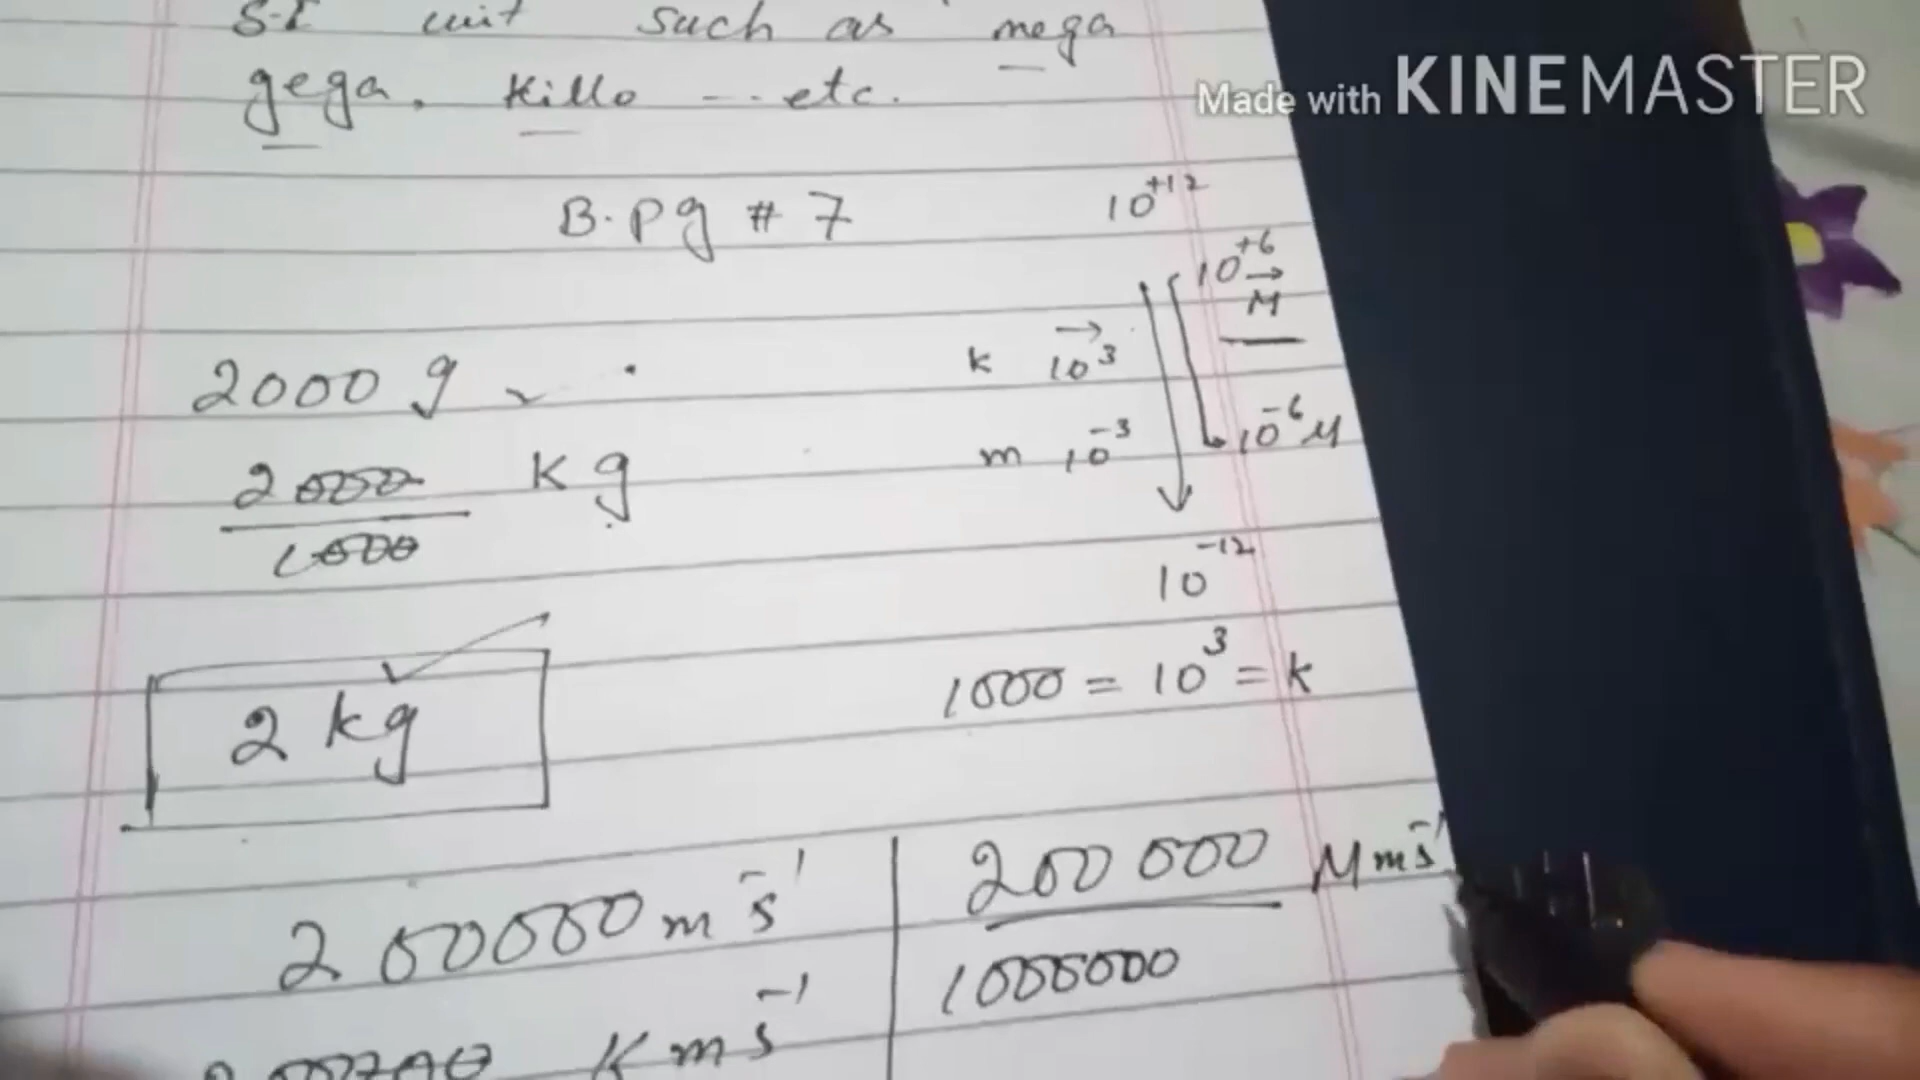 S.I unit such as mega
gega, killo --- etc.
Made with KINEMASTER
B.Pg # 7
10⁺¹²
10⁺⁶
M
2000 g
k 10³
2000
1000
kg
m 10⁻³
10⁻⁶ µ
10⁻¹²
2 kg
1000 = 10³ = k
200000 m s⁻¹
200 000
1000000
Mms⁻¹
Kms⁻¹